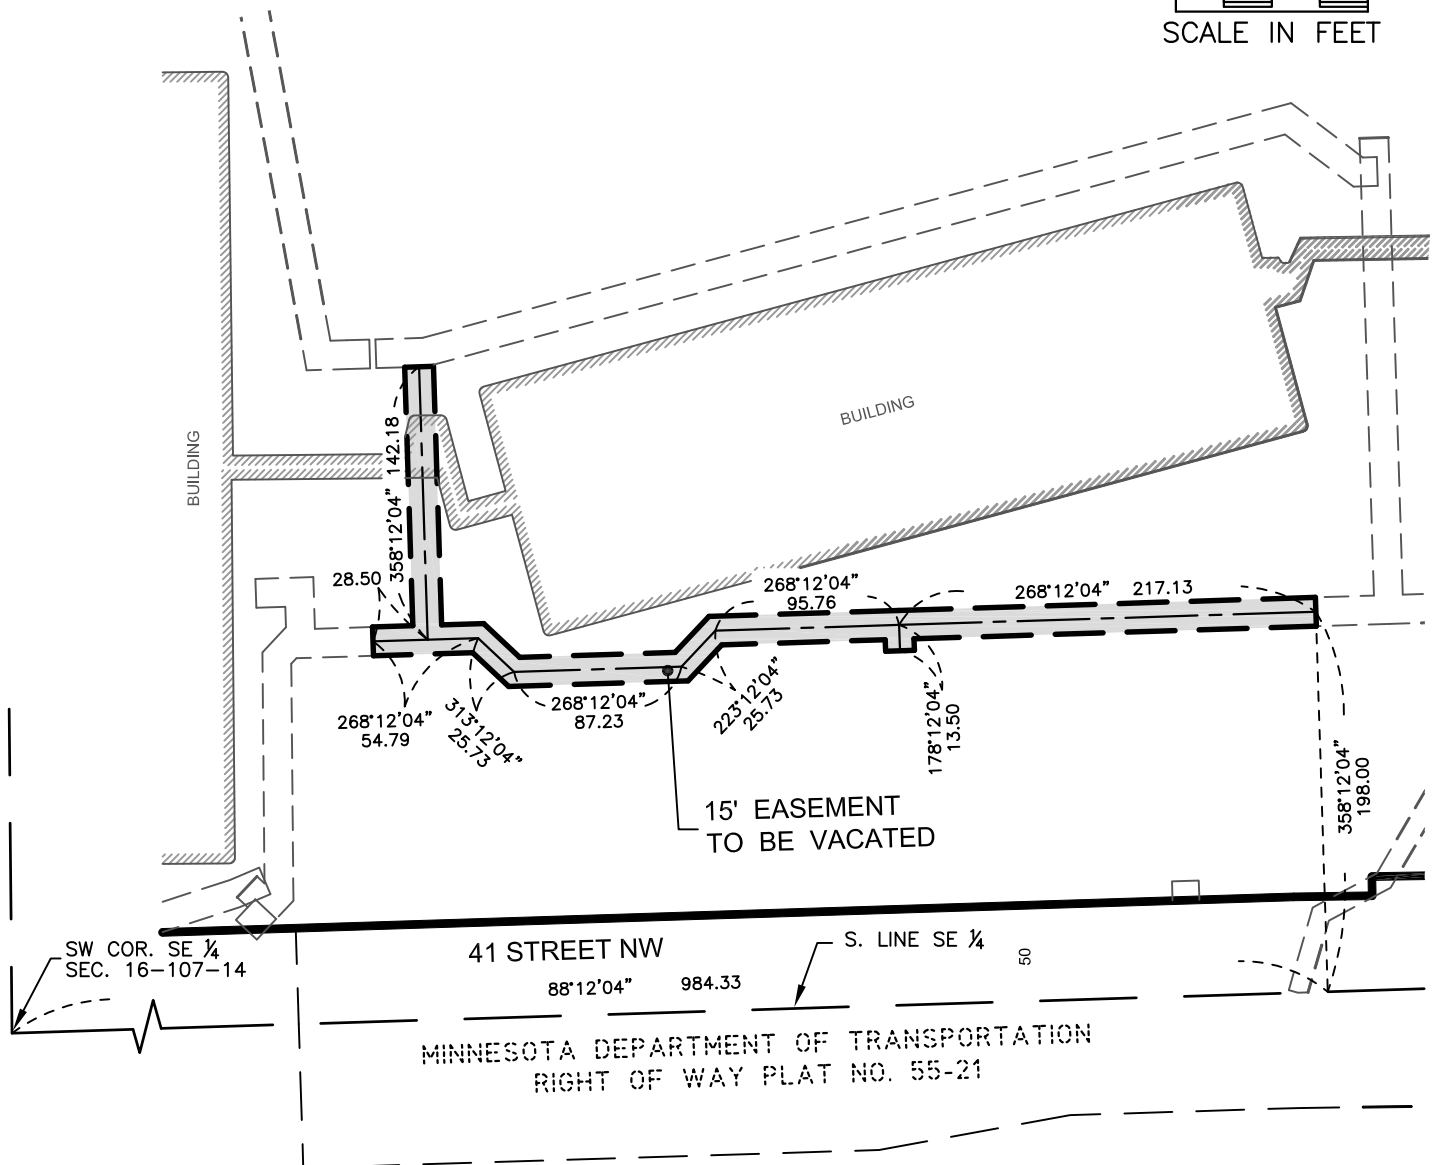 SCALE IN FEET
BUILDING
BUILDING
358°12'04" 142.18
28.50
268°12'04"
95.76
268°12'04" 217.13
268°12'04"
54.79
313°12'04"
25.73
268°12'04"
87.23
223°12'04"
25.73
178°12'04"
13.50
358°12'04"
198.00
15' EASEMENT
TO BE VACATED
SW COR. SE ¼
SEC. 16-107-14
41 STREET NW
S. LINE SE ¼
50
88°12'04" 984.33
MINNESOTA DEPARTMENT OF TRANSPORTATION
RIGHT OF WAY PLAT NO. 55-21